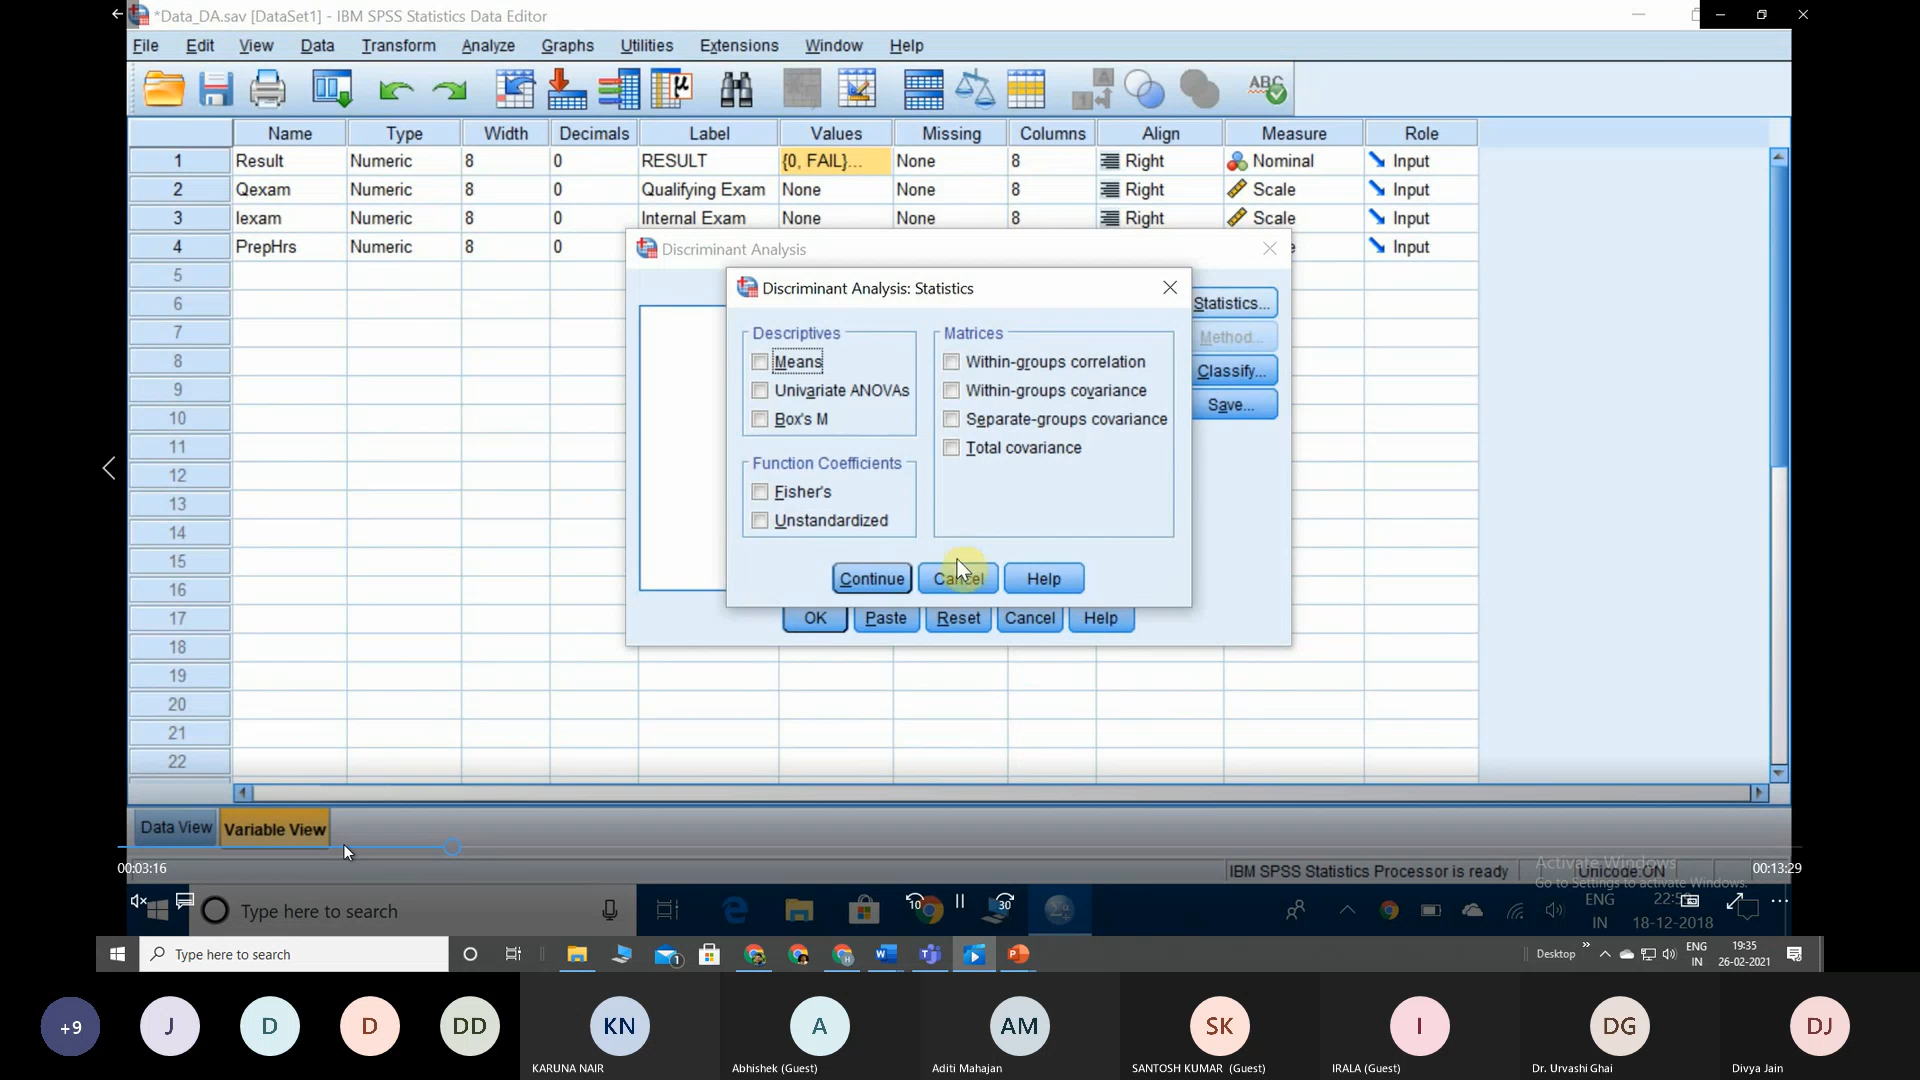 *Data_DA.sav [DataSet1] - IBM SPSS Statistics Data Editor
File Edit View Data Transform Analyze Graphs Utilities Extensions Window Help
Name Type Width Decimals Label Values Missing Columns Align Measure Role
1 Result Numeric 8 0 RESULT {0, FAIL}... None 8 Right Nominal Input
2 Qexam Numeric 8 0 Qualifying Exam None None 8 Right Scale Input
3 Iexam Numeric 8 0 Internal Exam None None 8 Right Scale Input
4 PrepHrs Numeric 8 0 Input
5
6
7
8
9
10
11
12
13
14
15
16
17
18
19
20
21
22
Discriminant Analysis
Statistics...
Method...
Classify...
Save...
OK Paste Reset Cancel Help
Discriminant Analysis: Statistics
Descriptives
Means
Univariate ANOVAs
Box's M
Function Coefficients
Fisher's
Unstandardized
Matrices
Within-groups correlation
Within-groups covariance
Separate-groups covariance
Total covariance
Continue Cancel Help
Data View Variable View
00:03:16
IBM SPSS Statistics Processor is ready
Unicode:ON
Activate Windows
Go to Settings to activate Windows.
00:13:29
Type here to search
10
30
ENG
IN
18-12-2018
Type here to search
1
Desktop
ENG
IN
19:35
26-02-2021
+9
J
D
D
DD
KN
KARUNA NAIR
A
Abhishek (Guest)
AM
Aditi Mahajan
SK
SANTOSH KUMAR (Guest)
I
IRALA (Guest)
DG
Dr. Urvashi Ghai
DJ
Divya Jain